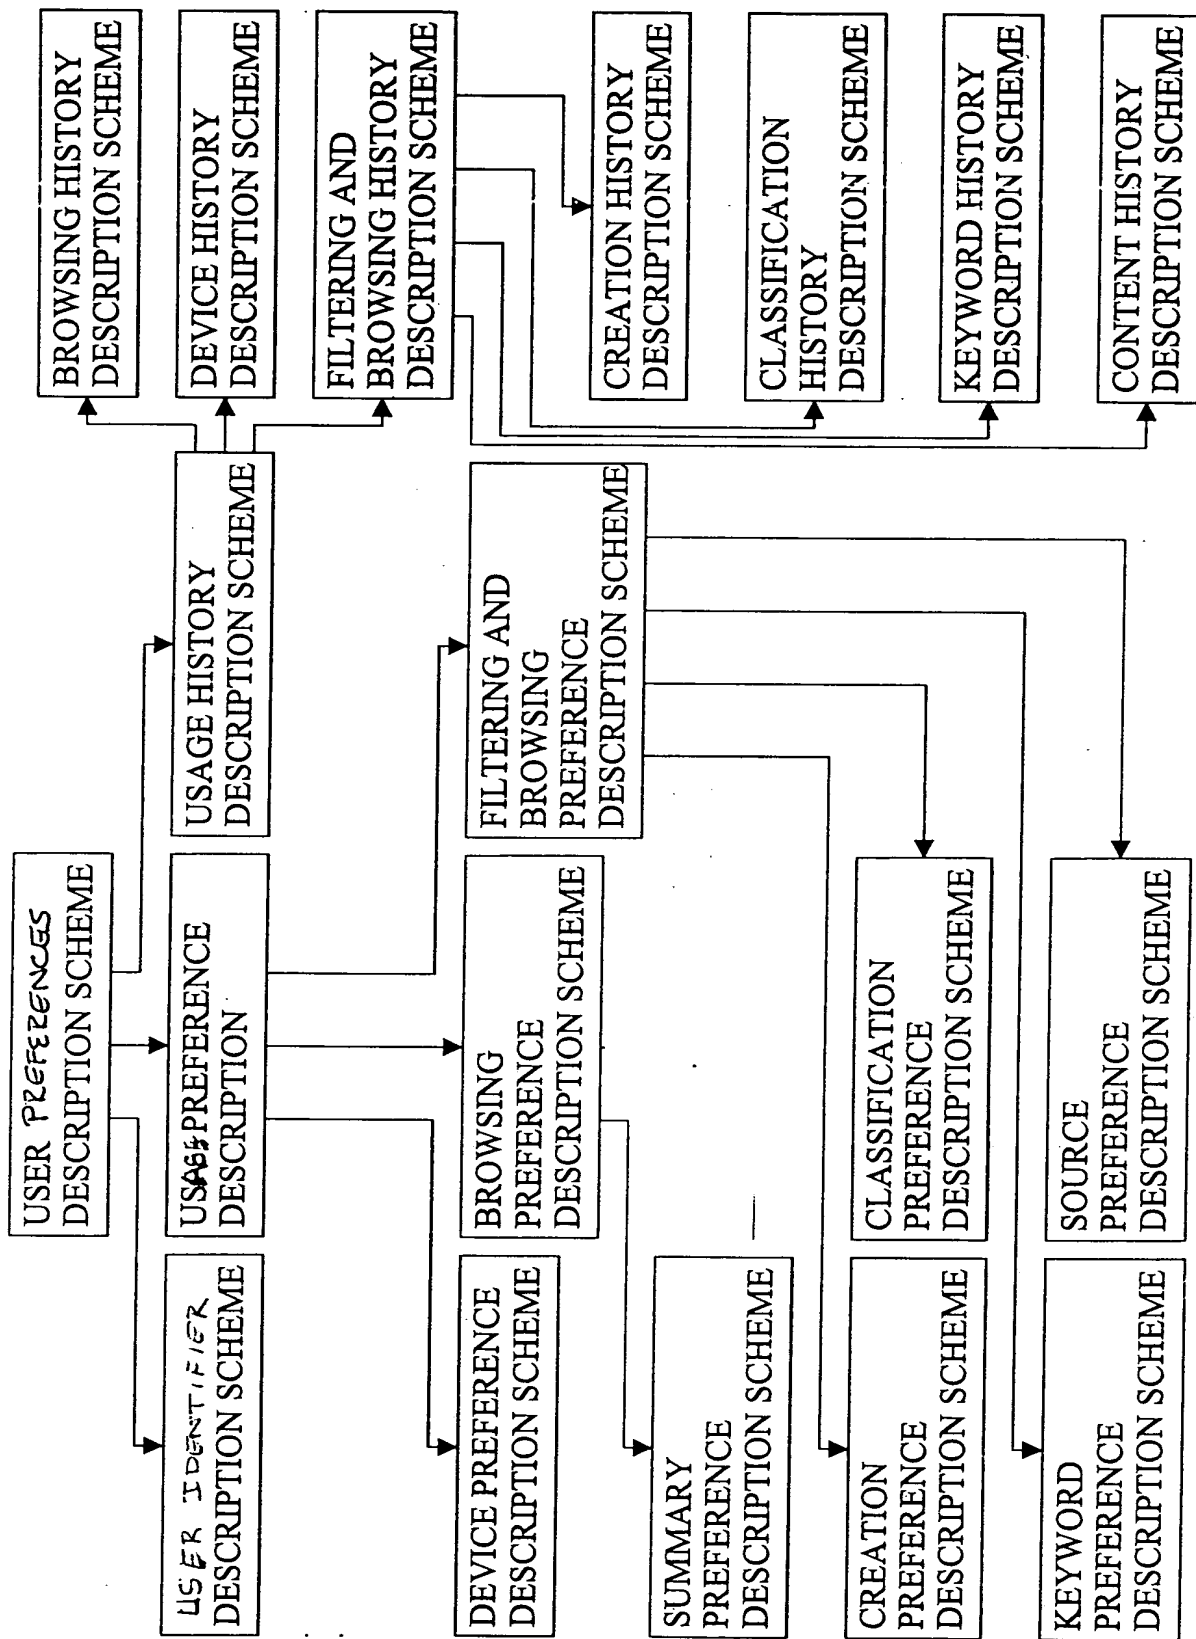 USER PREFERENCES
DESCRIPTION SCHEME
USER IDENTIFIER
DESCRIPTION SCHEME
USAGE PREFERENCE
DESCRIPTION
USAGE HISTORY
DESCRIPTION SCHEME
BROWSING HISTORY
DESCRIPTION SCHEME
DEVICE HISTORY
DESCRIPTION SCHEME
FILTERING AND
BROWSING HISTORY
DESCRIPTION SCHEME
DEVICE PREFERENCE
DESCRIPTION SCHEME
BROWSING
PREFERENCE
DESCRIPTION SCHEME
FILTERING AND
BROWSING
PREFERENCE
DESCRIPTION SCHEME
CREATION HISTORY
DESCRIPTION SCHEME
SUMMARY
PREFERENCE
DESCRIPTION SCHEME
CLASSIFICATION
HISTORY
DESCRIPTION SCHEME
CREATION
PREFERENCE
DESCRIPTION SCHEME
CLASSIFICATION
PREFERENCE
DESCRIPTION SCHEME
KEYWORD HISTORY
DESCRIPTION SCHEME
KEYWORD
PREFERENCE
DESCRIPTION SCHEME
SOURCE
PREFERENCE
DESCRIPTION SCHEME
CONTENT HISTORY
DESCRIPTION SCHEME